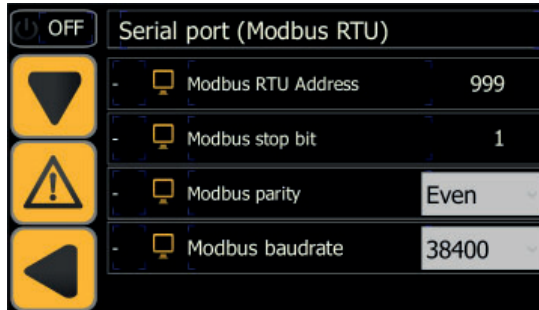 OFF Serial port (Modbus RTU)
- Modbus RTU Address 999
- Modbus stop bit 1
- Modbus parity Even
- Modbus baudrate 38400